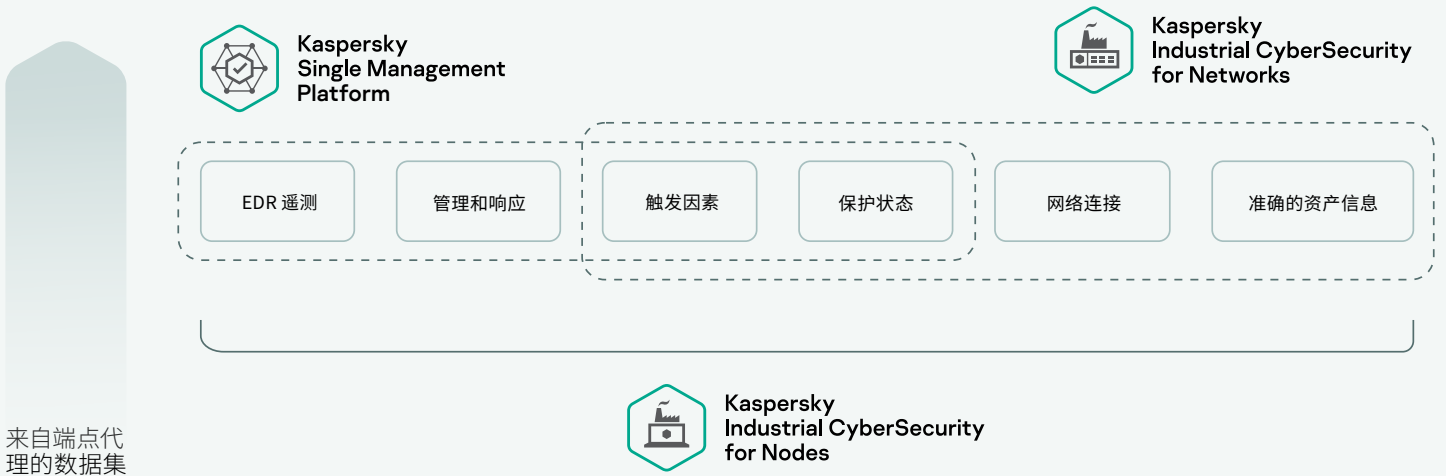 Kaspersky
Single Management
Platform
Kaspersky
Industrial CyberSecurity
for Networks
EDR 遥测
管理和响应
触发因素
保护状态
网络连接
准确的资产信息
Kaspersky
Industrial CyberSecurity
for Nodes
来自端点代
理的数据集